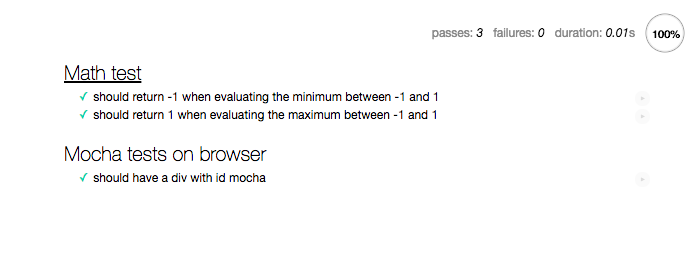 passes: 3 failures: 0 duration: 0.01s 100%
Math test
✓ should return -1 when evaluating the minimum between -1 and 1
✓ should return 1 when evaluating the maximum between -1 and 1
Mocha tests on browser
✓ should have a div with id mocha